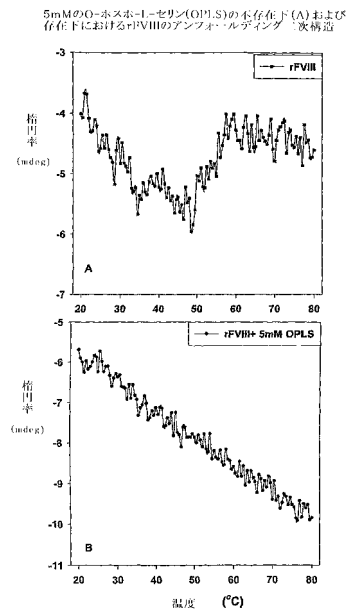 5mMのO-ホスホ-L-セリン(OPLS)の不存在下(A)および
存在下におけるrFVIIIのアンフォールディング二次構造
-3
rFVIII
-4
楕円率
(mdeg)
-5
-6
A
-7
20 30 40 50 60 70 80
-5
rFVIII+ 5mM OPLS
-6
楕円率
(mdeg)
-7
-8
-9
-10
B
-11
20 30 40 50 60 70 80
温度 (°C)